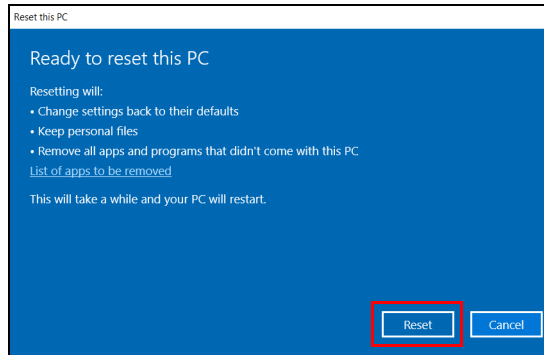 Reset this PC
Ready to reset this PC
Resetting will:
• Change settings back to their defaults
• Keep personal files
• Remove all apps and programs that didn't come with this PC
List of apps to be removed
This will take a while and your PC will restart.
Reset
Cancel